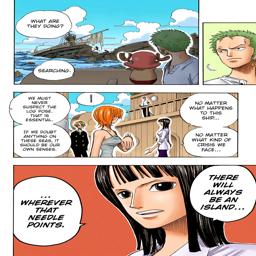 WHAT ARE
THEY DOING?
SEARCHING.
WE MUST
NEVER
SUSPECT THE
LOG POSE.
THAT IS
ESSENTIAL.
IF WE DOUBT
ANYTHING
ON THESE
SEAS, IT
SHOULD BE OUR
OWN SENSES.
!
NO MATTER
WHAT HAPPENS
TO THIS
SHIP...
NO MATTER
WHAT KIND OF
CRISIS WE
FACE...
THERE
WILL
ALWAYS
BE AN
ISLAND...
...
WHEREVER
THAT
NEEDLE
POINTS.